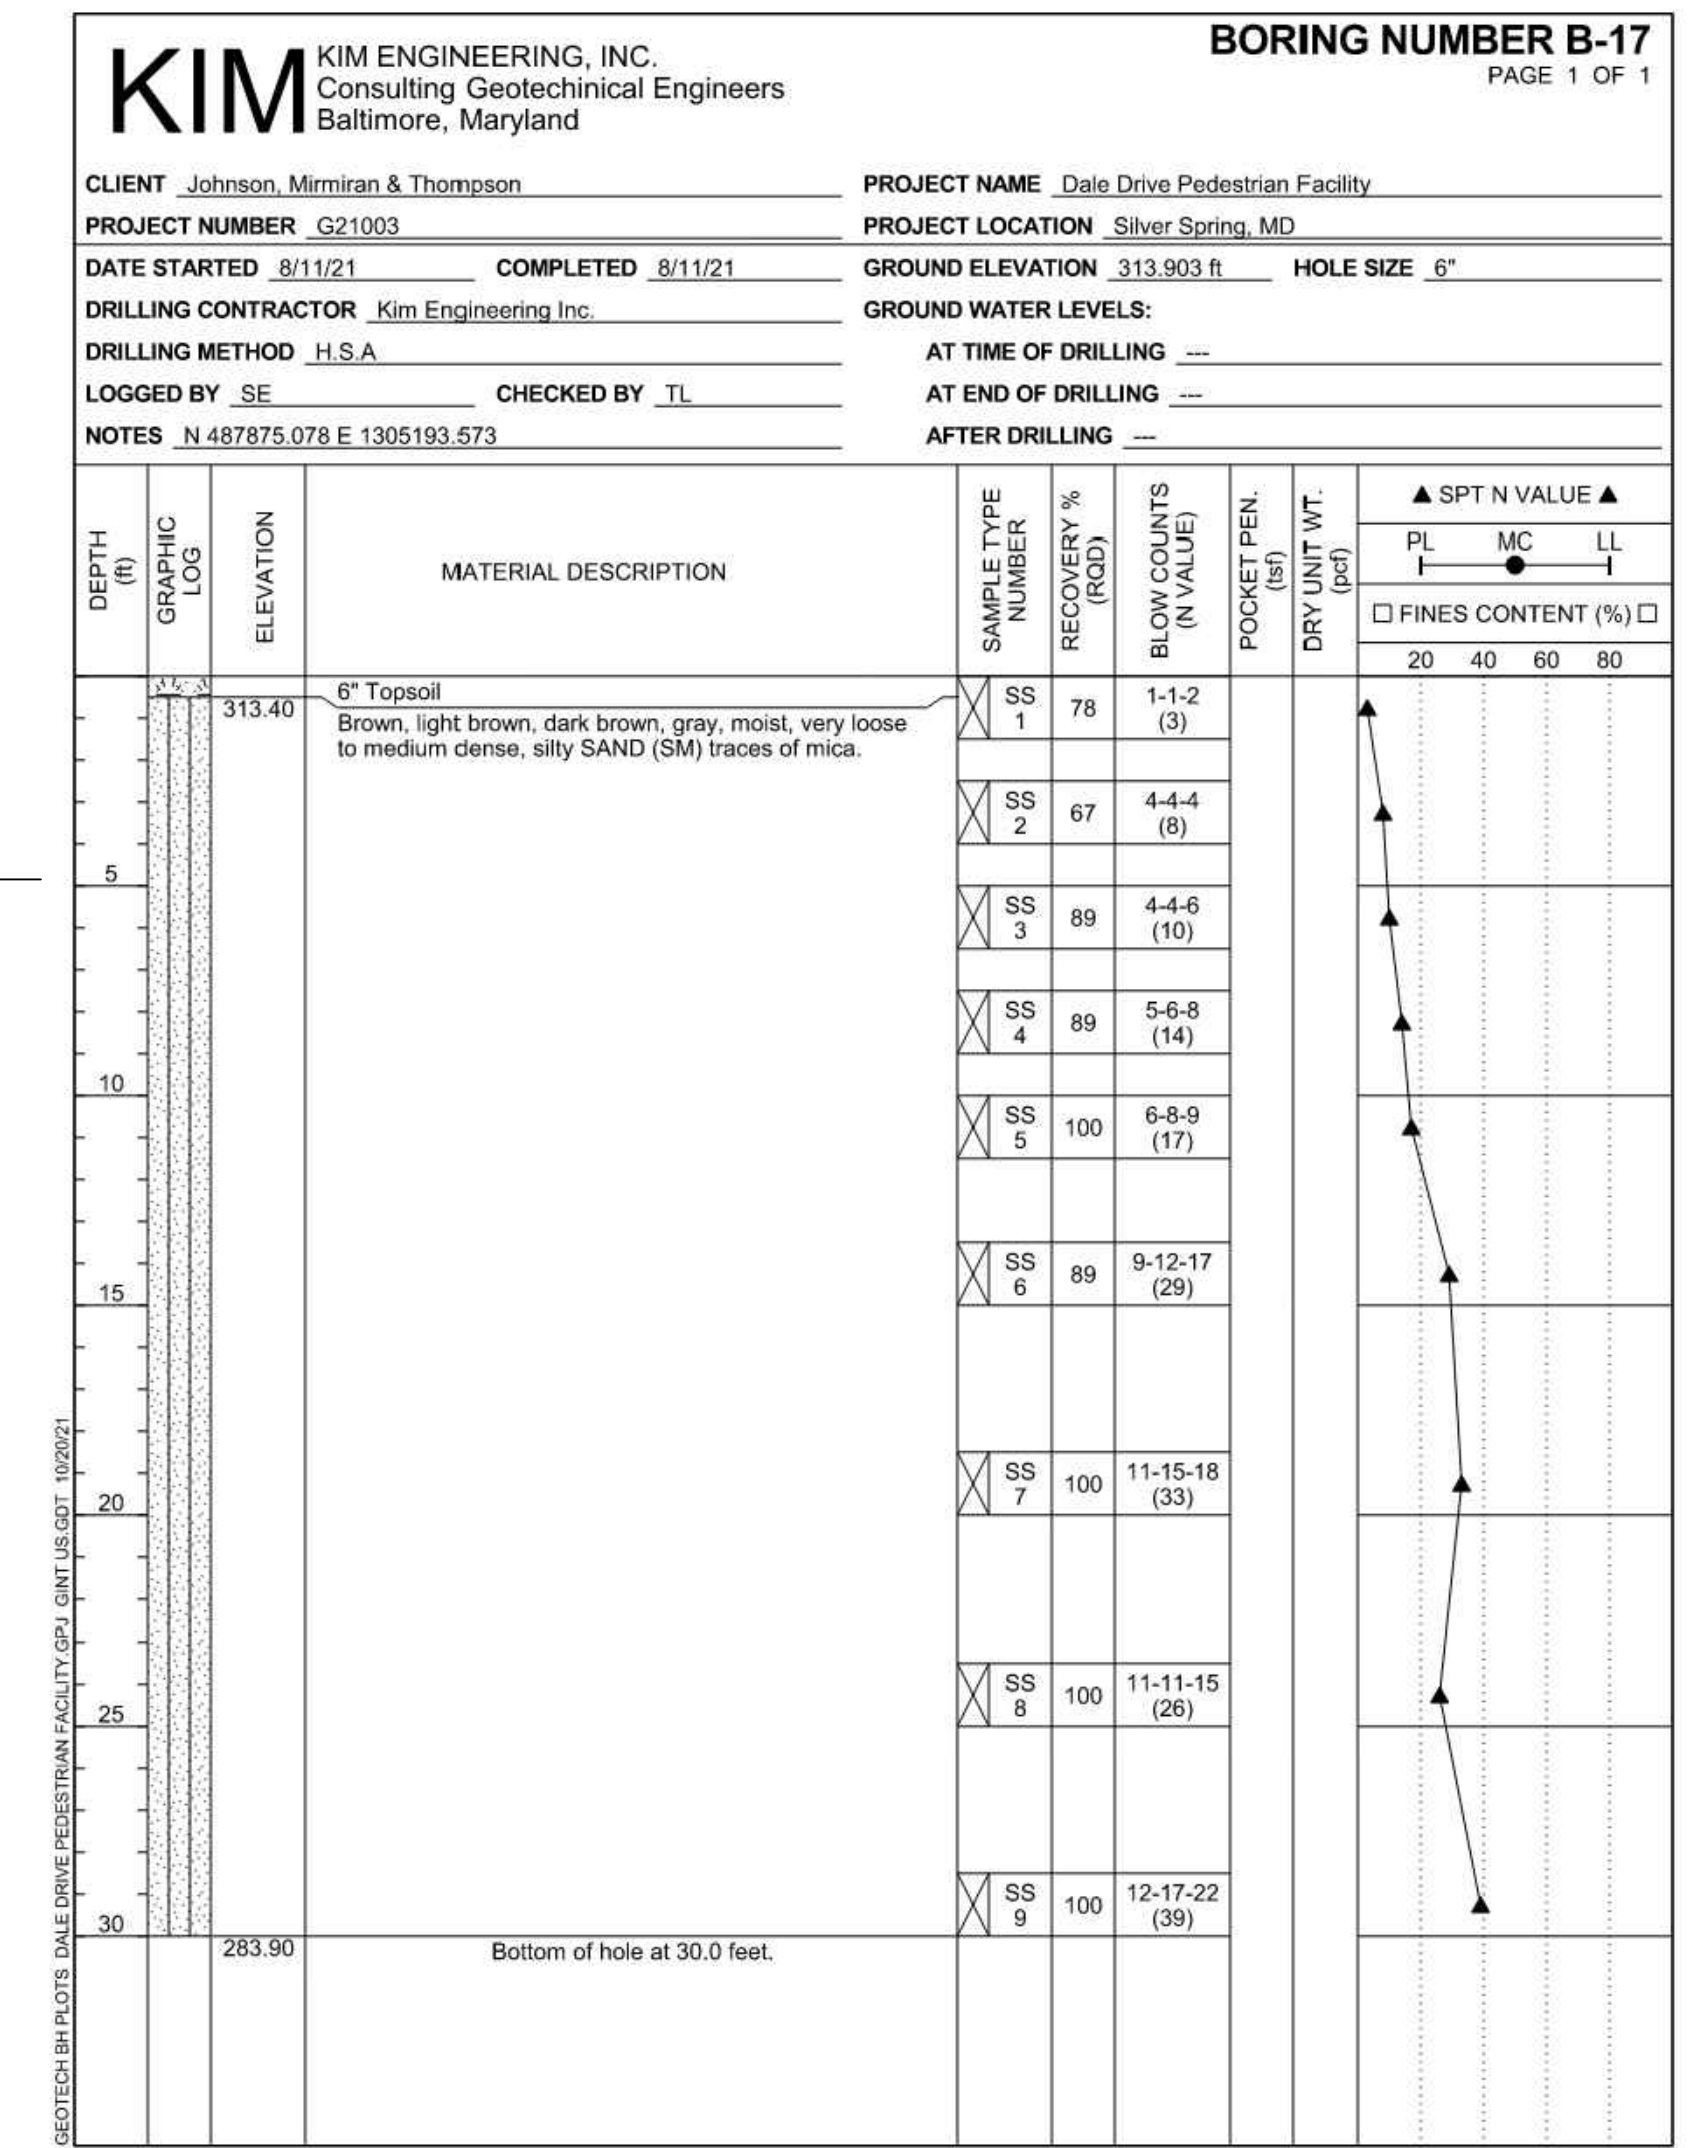 KIM
KIM ENGINEERING, INC.
Consulting Geotechinical Engineers
Baltimore, Maryland
BORING NUMBER B-17
PAGE 1 OF 1
CLIENT Johnson, Mirmiran & Thompson
PROJECT NAME Dale Drive Pedestrian Facility
PROJECT NUMBER G21003
PROJECT LOCATION Silver Spring, MD
DATE STARTED 8/11/21 COMPLETED 8/11/21
GROUND ELEVATION 313.903 ft HOLE SIZE 6"
DRILLING CONTRACTOR Kim Engineering Inc.
GROUND WATER LEVELS:
DRILLING METHOD H.S.A
AT TIME OF DRILLING ---
LOGGED BY SE CHECKED BY TL
AT END OF DRILLING ---
NOTES N 487875.078 E 1305193.573
AFTER DRILLING ---
DEPTH
(ft)
GRAPHIC
LOG
ELEVATION
MATERIAL DESCRIPTION
SAMPLE TYPE
NUMBER
RECOVERY %
(RQD)
BLOW COUNTS
(N VALUE)
POCKET PEN.
(tsf)
DRY UNIT WT.
(pcf)
▲ SPT N VALUE ▲
PL MC LL
□ FINES CONTENT (%) □
20 40 60 80
6" Topsoil
313.40
Brown, light brown, dark brown, gray, moist, very loose
to medium dense, silty SAND (SM) traces of mica.
SS
1
78
1-1-2
(3)
SS
2
67
4-4-4
(8)
5
SS
3
89
4-4-6
(10)
SS
4
89
5-6-8
(14)
10
SS
5
100
6-8-9
(17)
SS
6
89
9-12-17
(29)
15
SS
7
100
11-15-18
(33)
20
SS
8
100
11-11-15
(26)
25
SS
9
100
12-17-22
(39)
30
283.90
Bottom of hole at 30.0 feet.
GEOTECH BH PLOTS DALE DRIVE PEDESTRIAN FACILITY.GPJ GINT US.GDT 10/20/21